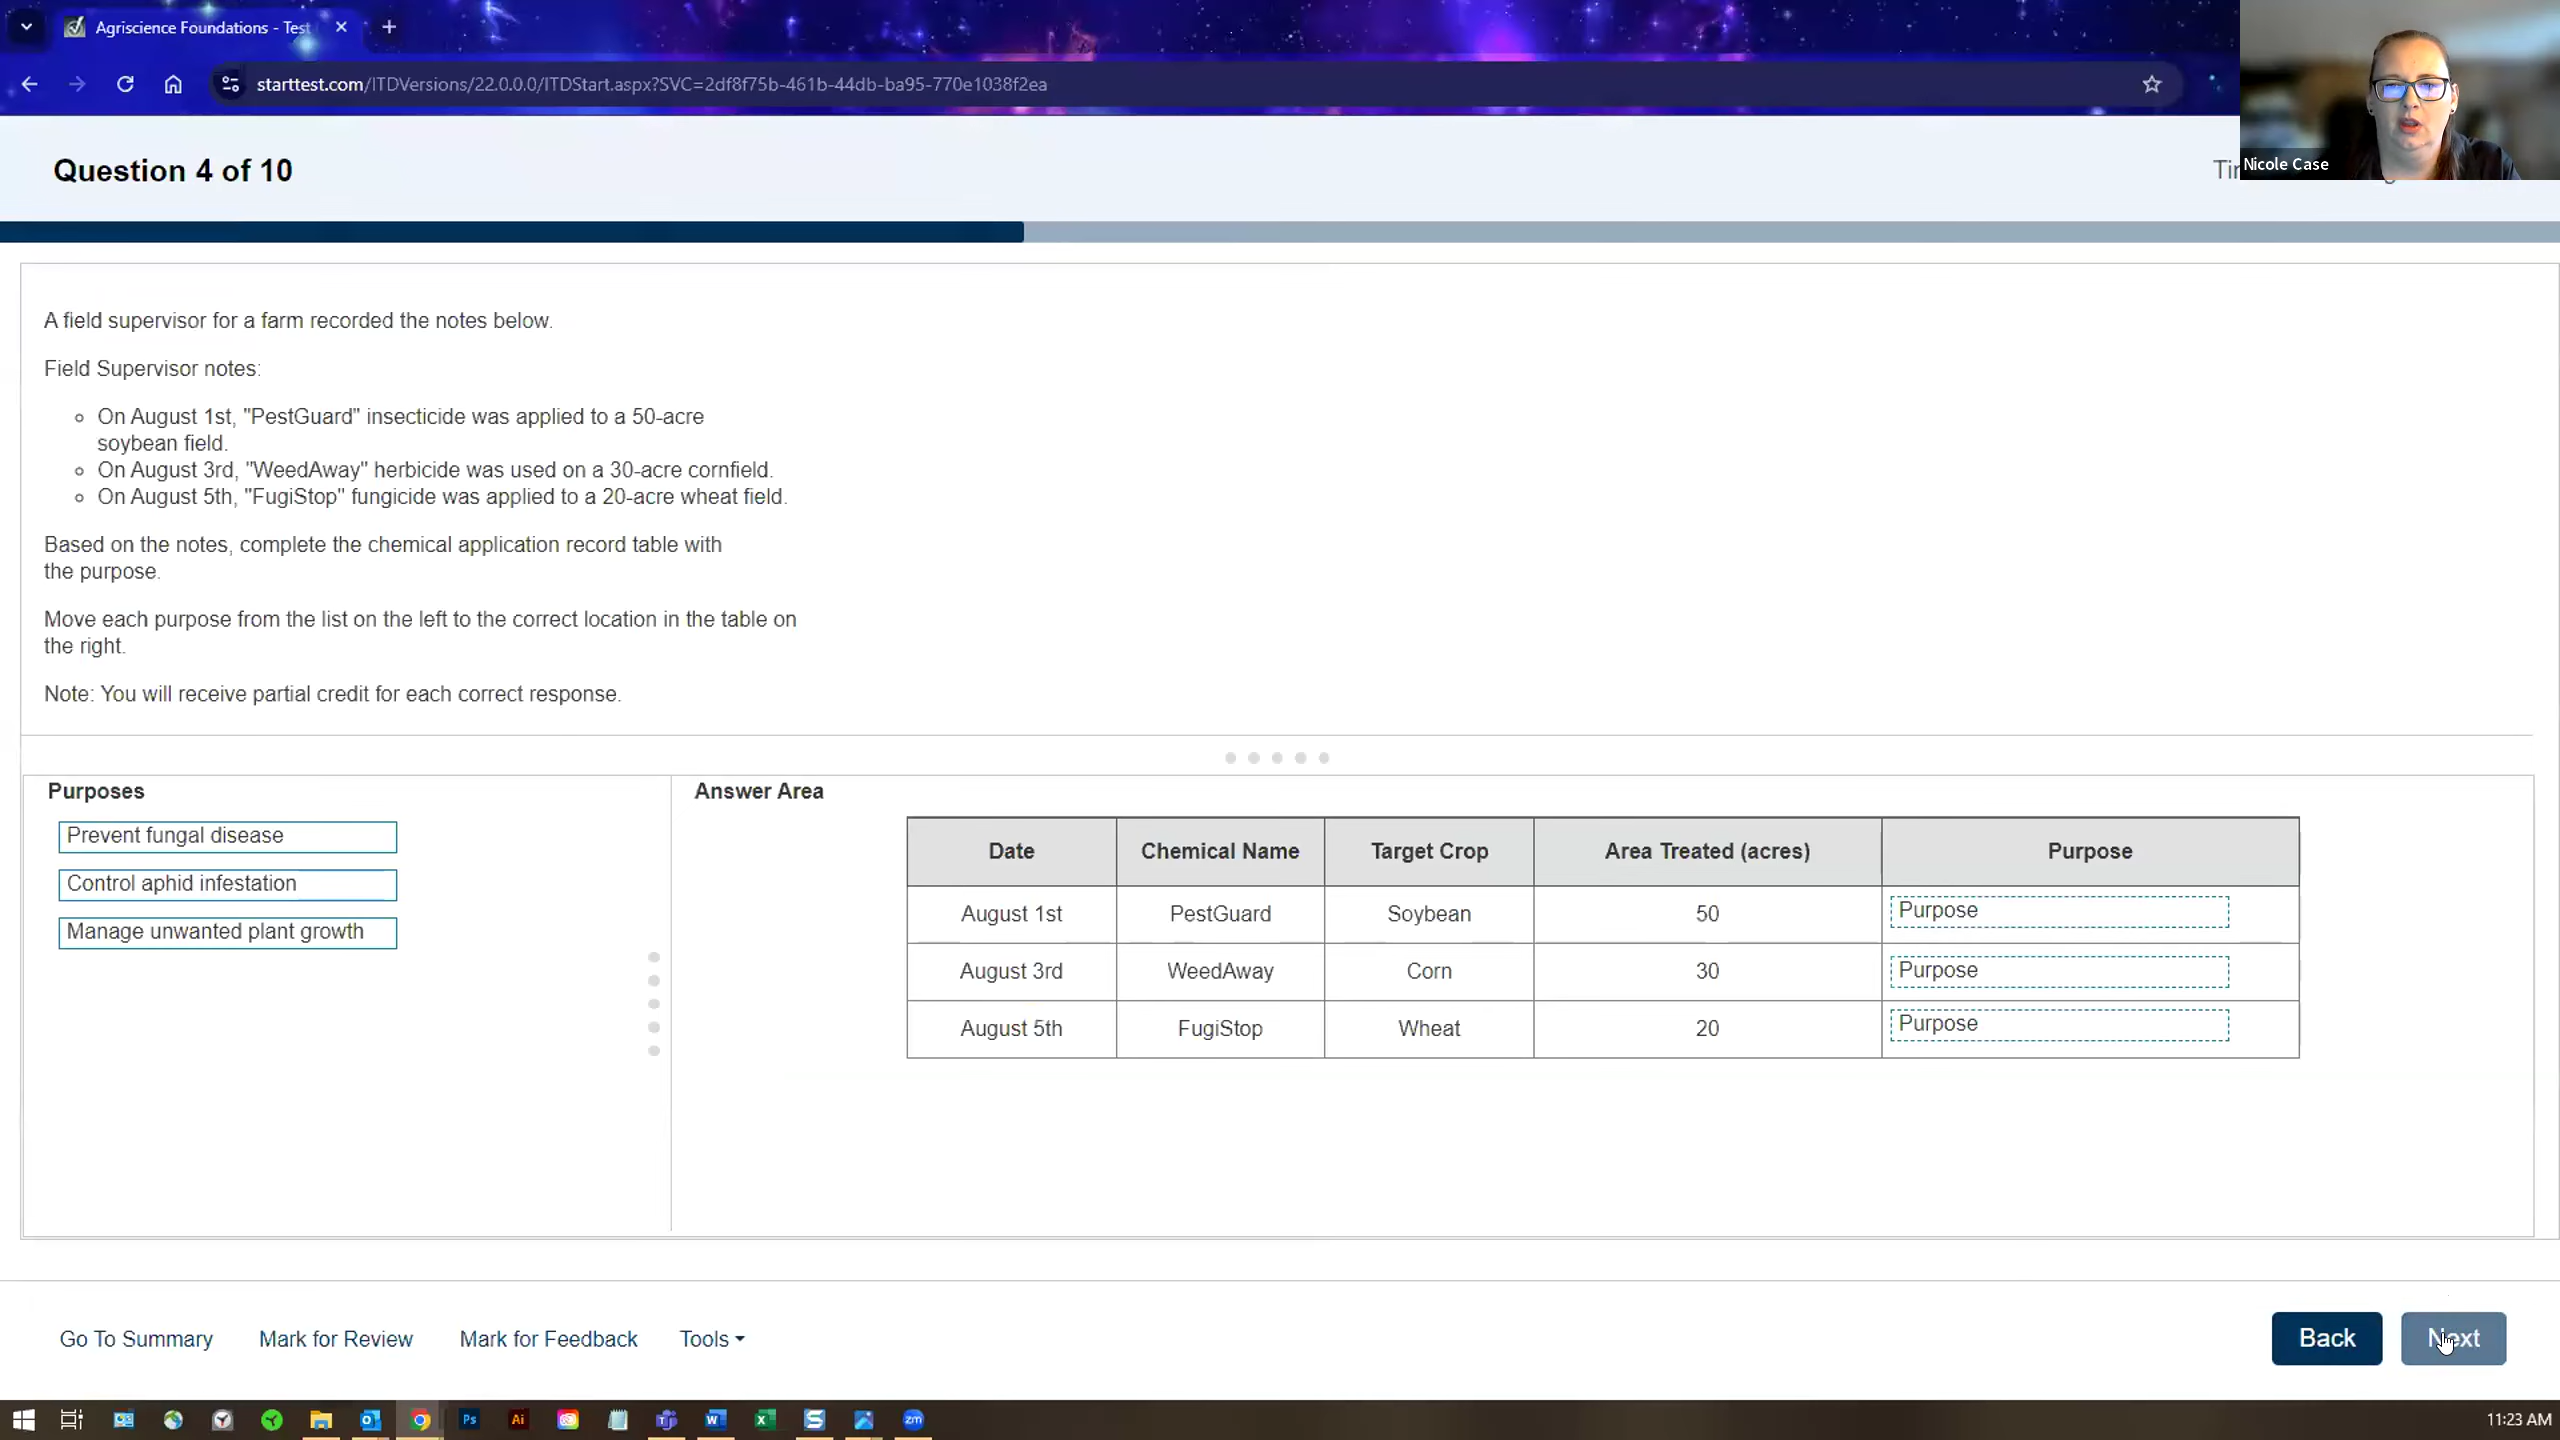 Agriscience Foundations - Test
starttest.com/ITDVersions/22.0.0.0/ITDStart.aspx?SVC=2df8f75b-461b-44db-ba95-770e1038f2ea
Nicole Case
Question 4 of 10
A field supervisor for a farm recorded the notes below.
Field Supervisor notes:
On August 1st, "PestGuard" insecticide was applied to a 50-acre
soybean field.
On August 3rd, "WeedAway" herbicide was used on a 30-acre cornfield.
On August 5th, "FugiStop" fungicide was applied to a 20-acre wheat field.
Based on the notes, complete the chemical application record table with
the purpose.
Move each purpose from the list on the left to the correct location in the table on
the right.
Note: You will receive partial credit for each correct response.
Purposes
Prevent fungal disease
Control aphid infestation
Manage unwanted plant growth
Answer Area
Date Chemical Name Target Crop Area Treated (acres) Purpose
August 1st PestGuard Soybean 50 Purpose
August 3rd WeedAway Corn 30 Purpose
August 5th FugiStop Wheat 20 Purpose
Go To Summary Mark for Review Mark for Feedback Tools Back Next
Ps Ai zm
11:23 AM